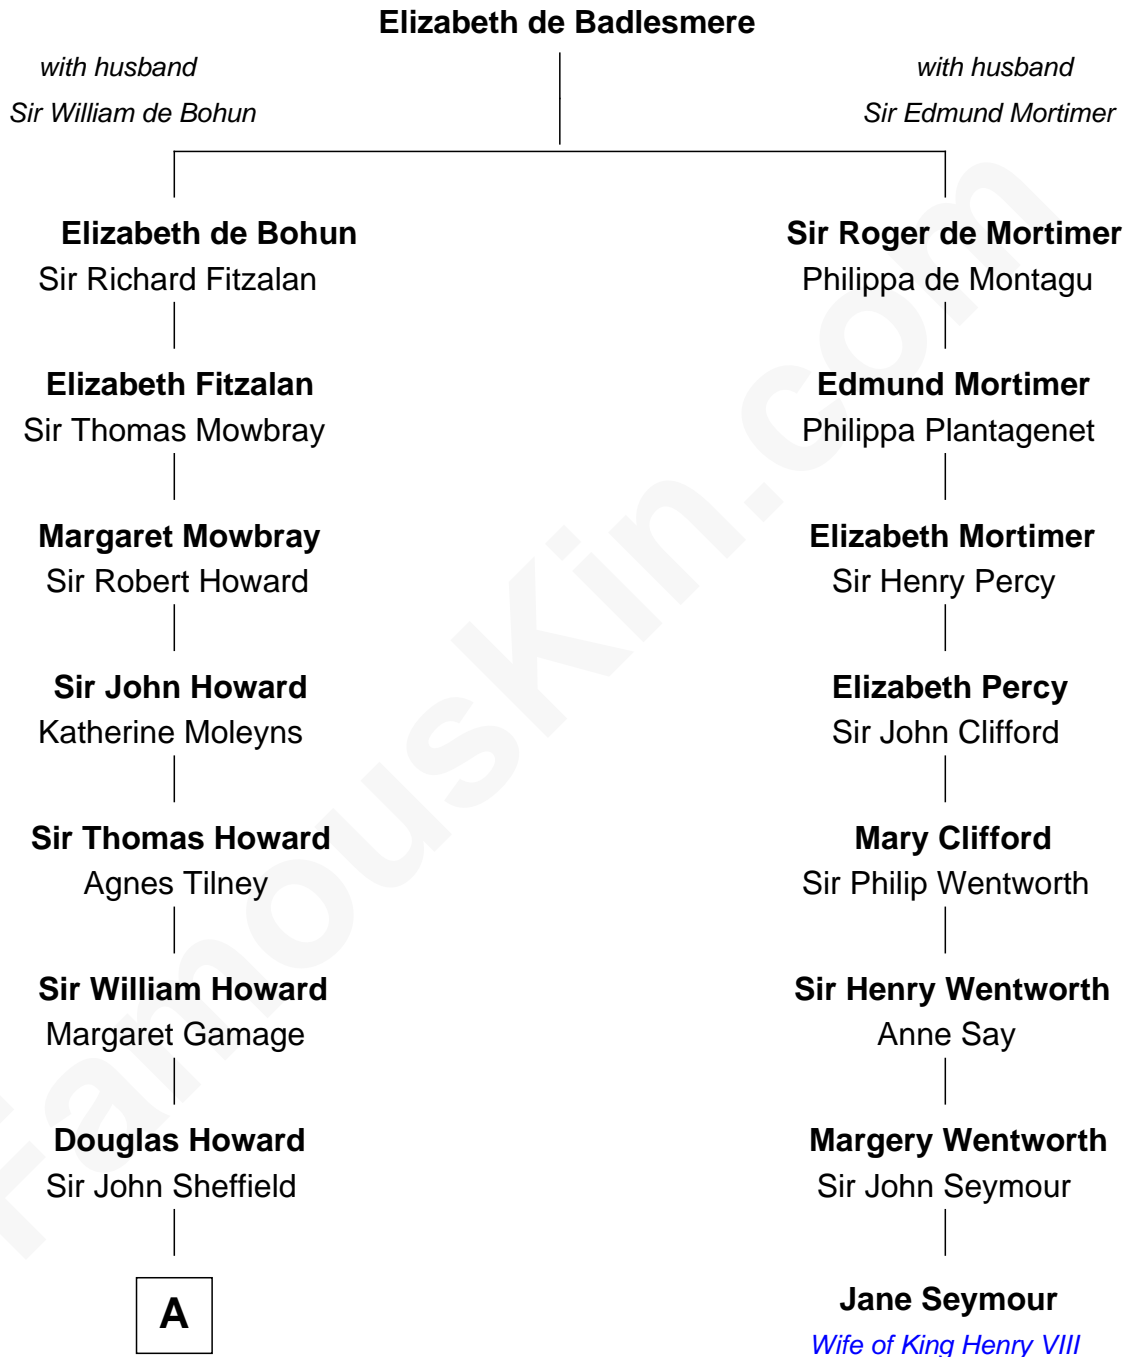 Elizabeth de Badlesmere
with husband
Sir William de Bohun
with husband
Sir Edmund Mortimer
Elizabeth de Bohun
Sir Richard Fitzalan
Sir Roger de Mortimer
Philippa de Montagu
Elizabeth Fitzalan
Sir Thomas Mowbray
Edmund Mortimer
Philippa Plantagenet
Margaret Mowbray
Sir Robert Howard
Elizabeth Mortimer
Sir Henry Percy
Sir John Howard
Katherine Moleyns
Elizabeth Percy
Sir John Clifford
Sir Thomas Howard
Agnes Tilney
Mary Clifford
Sir Philip Wentworth
Sir William Howard
Margaret Gamage
Sir Henry Wentworth
Anne Say
Douglas Howard
Sir John Sheffield
Margery Wentworth
Sir John Seymour
A
Jane Seymour
Wife of King Henry VIII
FamousKin.com